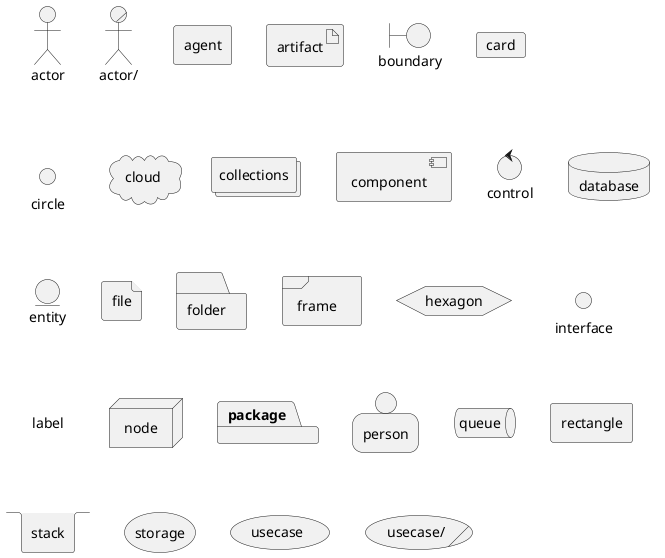 actor
actor/
agent
artifact
boundary
card
circle
cloud
collections
component
control
database
entity
file
folder
frame
hexagon
interface
label
node
package
person
queue
rectangle
stack
storage
usecase
usecase/